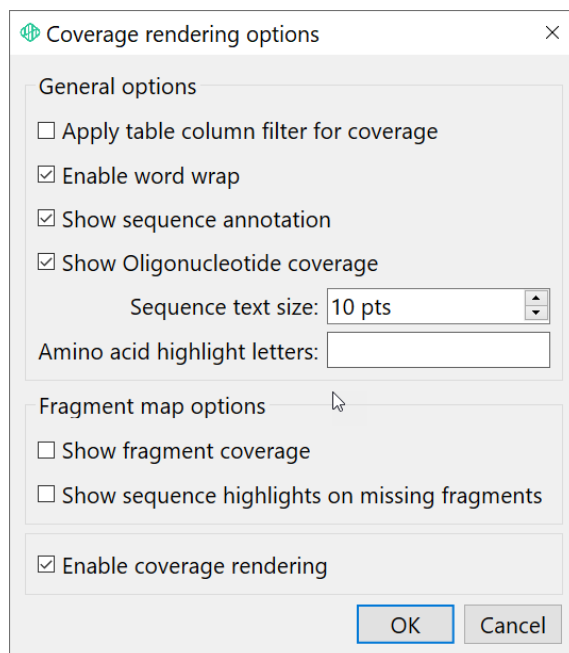 Coverage rendering options
General options
Apply table column filter for coverage
Enable word wrap
Show sequence annotation
Show Oligonucleotide coverage
Sequence text size: 10 pts
Amino acid highlight letters:
Fragment map options
Show fragment coverage
Show sequence highlights on missing fragments
Enable coverage rendering
OK Cancel